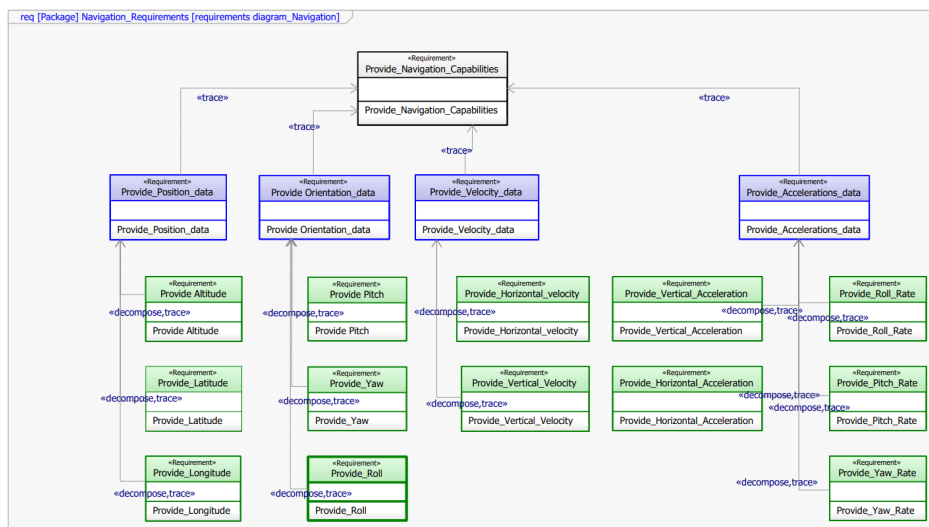 req [Package] Navigation_Requirements [requirements diagram_Navigation]
«Requirement»
Provide_Navigation_Capabilities
Provide_Navigation_Capabilities
«trace»
«trace»
«trace»
«trace»
«Requirement»
Provide_Position_data
Provide_Position_data
«Requirement»
Provide Orientation_data
Provide Orientation_data
«Requirement»
Provide_Velocity_data
Provide_Velocity_data
«Requirement»
Provide_Accelerations_data
Provide_Accelerations_data
«Requirement»
Provide Altitude
«decompose,trace»
Provide Altitude
«Requirement»
Provide Pitch
«decompose,trace»
Provide Pitch
«Requirement»
Provide_Horizontal_velocity
«decompose,trace»
Provide_Horizontal_velocity
«Requirement»
Provide_Vertical_Acceleration
«decompose,trace»
Provide_Vertical_Acceleration
«Requirement»
Provide_Roll_Rate
«decompose,trace»
Provide_Roll_Rate
«Requirement»
Provide_Latitude
«decompose,trace»
Provide_Latitude
«Requirement»
Provide_Yaw
«decompose,trace»
Provide_Yaw
«Requirement»
Provide_Vertical_Velocity
«decompose,trace»
Provide_Vertical_Velocity
«Requirement»
Provide_Horizontal_Acceleration
«decompose,trace»
Provide_Horizontal_Acceleration
«Requirement»
Provide_Pitch_Rate
«decompose,trace»
Provide_Pitch_Rate
«Requirement»
Provide_Longitude
«decompose,trace»
Provide_Longitude
«Requirement»
Provide_Roll
«decompose,trace»
Provide_Roll
«Requirement»
Provide_Yaw_Rate
«decompose,trace»
Provide_Yaw_Rate